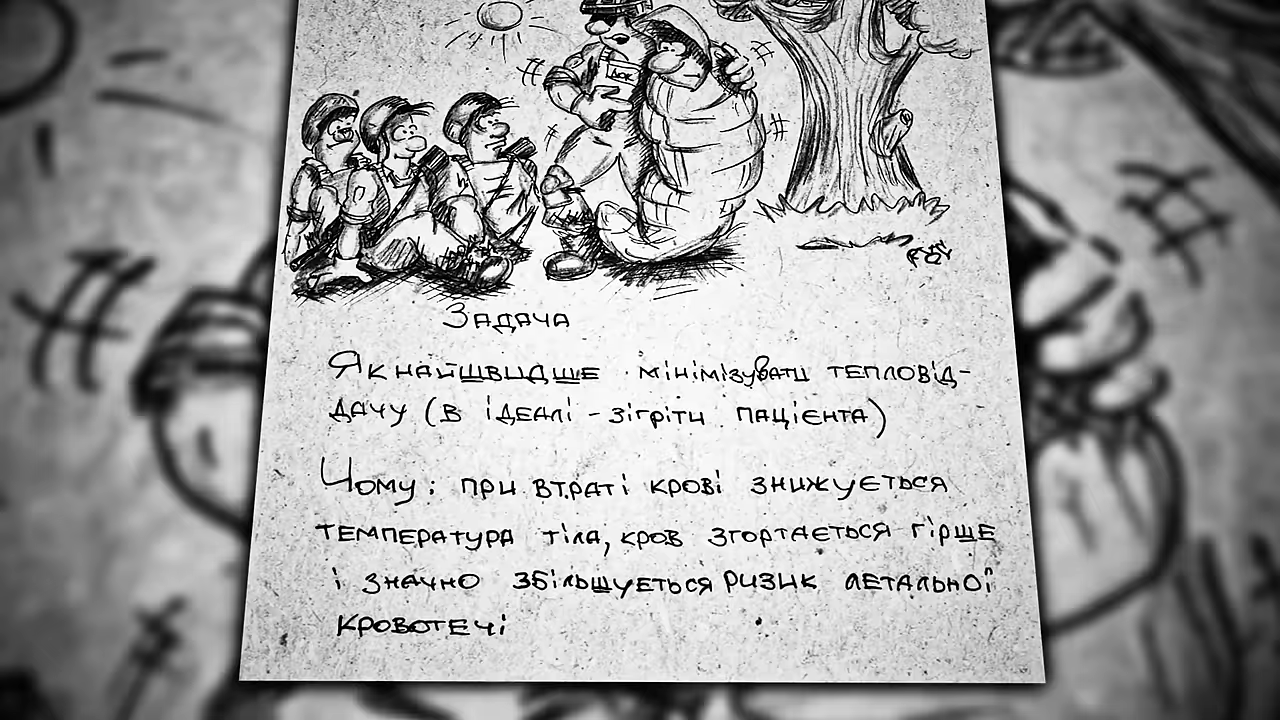 ДОК
Задача
Якнайшвидше мінімізувати тепловід-
дачу (в ідеалі - зігріти пацієнта)
Чому: при втраті крові знижується
температура тіла, кров згортається гірше
і значно збільшується ризик летальної
кровотечі